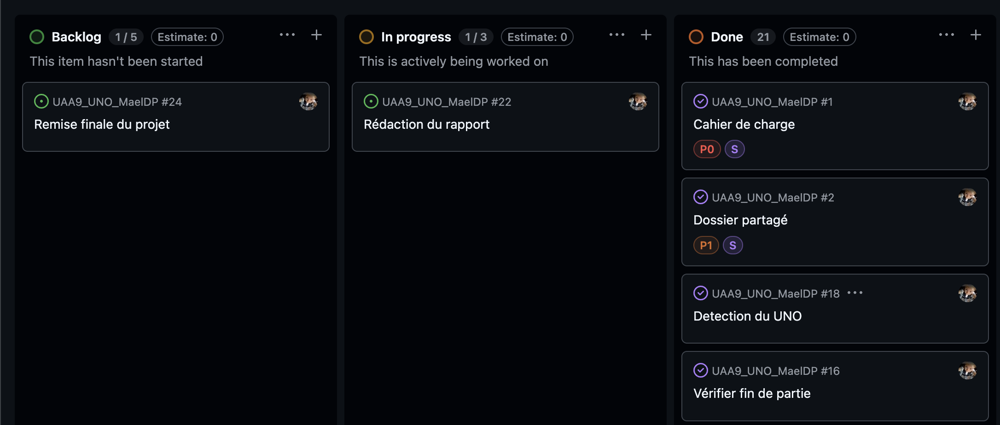 Backlog 1 / 5 Estimate: 0
This item hasn't been started
UAA9_UNO_MaelDP #24
Remise finale du projet
In progress 1 / 3 Estimate: 0
This is actively being worked on
UAA9_UNO_MaelDP #22
Rédaction du rapport
Done 21 Estimate: 0
This has been completed
UAA9_UNO_MaelDP #1
Cahier de charge
P0 S
UAA9_UNO_MaelDP #2
Dossier partagé
P1 S
UAA9_UNO_MaelDP #18
Detection du UNO
UAA9_UNO_MaelDP #16
Vérifier fin de partie